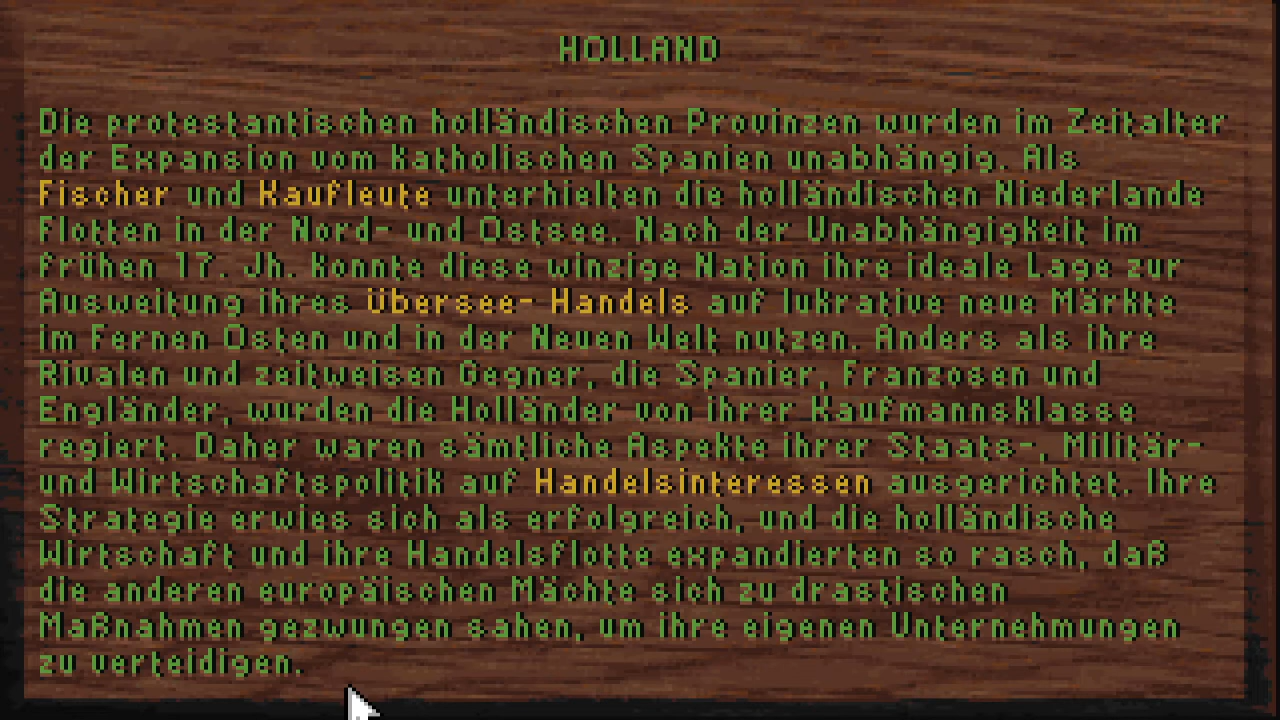 HOLLAND
Die protestantischen holländischen Provinzen wurden im Zeitalter
der Expansion vom katholischen Spanien unabhängig. Als
Fischer und Kaufleute unterhielten die holländischen Niederlande
Flotten in der Nord- und Ostsee. Nach der Unabhängigkeit im
frühen 17. Jh. konnte diese winzige Nation ihre ideale Lage zur
Ausweitung ihres Übersee- Handels auf lukrative neue Märkte
im Fernen Osten und in der Neuen Welt nutzen. Anders als ihre
Rivalen und zeitweisen Gegner, die Spanier, Franzosen und
Engländer, wurden die Holländer von ihrer Kaufmannsklasse
regiert. Daher waren sämtliche Aspekte ihrer Staats-, Militär-
und Wirtschaftspolitik auf Handelsinteressen ausgerichtet. Ihre
Strategie erwies sich als erfolgreich, und die holländische
Wirtschaft und ihre Handelsflotte expandierten so rasch, daß
die anderen europäischen Mächte sich zu drastischen
Maßnahmen gezwungen sahen, um ihre eigenen Unternehmungen
zu verteidigen.